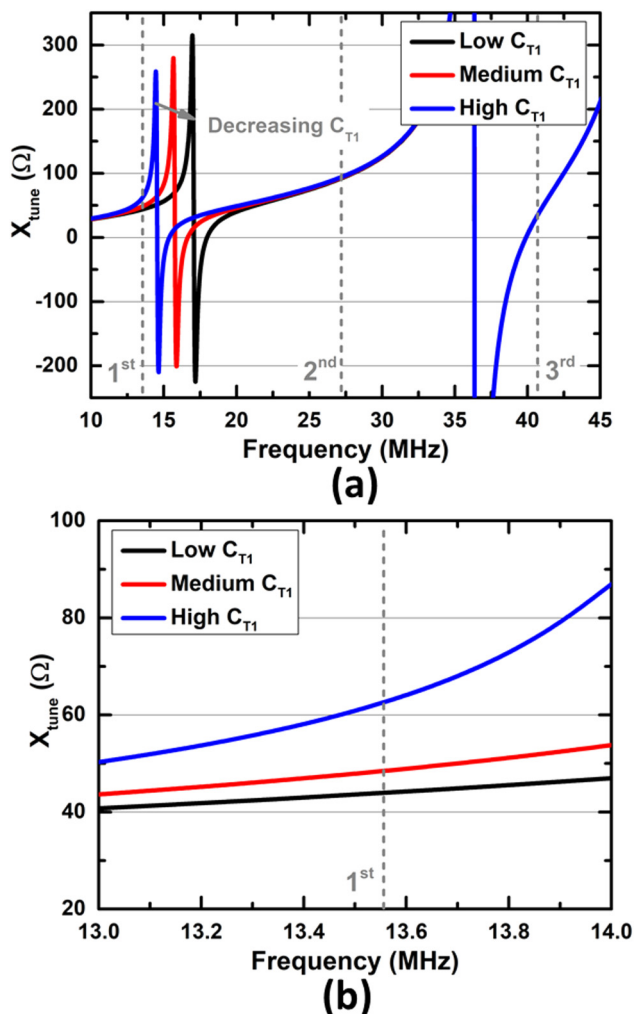 300
200
100
0
-100
-200
X_tune (Ω)
Low C_T1
Medium C_T1
High C_T1
Decreasing C_T1
1st
2nd
3rd
10 15 20 25 30 35 40 45
Frequency (MHz)
(a)
100
80
60
40
20
X_tune (Ω)
Low C_T1
Medium C_T1
High C_T1
1st
13.0 13.2 13.4 13.6 13.8 14.0
Frequency (MHz)
(b)